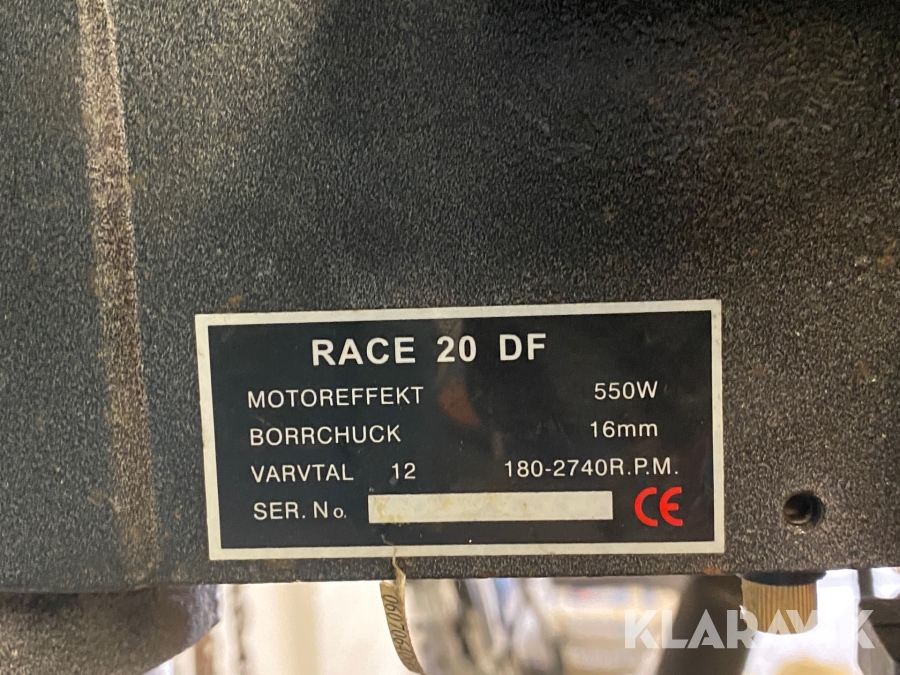 RACE 20 DF
MOTOREFFEKT 550W
BORRCHUCK 16mm
VARVTAL 12 180-2740R.P.M.
SER. No. CE
KLARAVIK